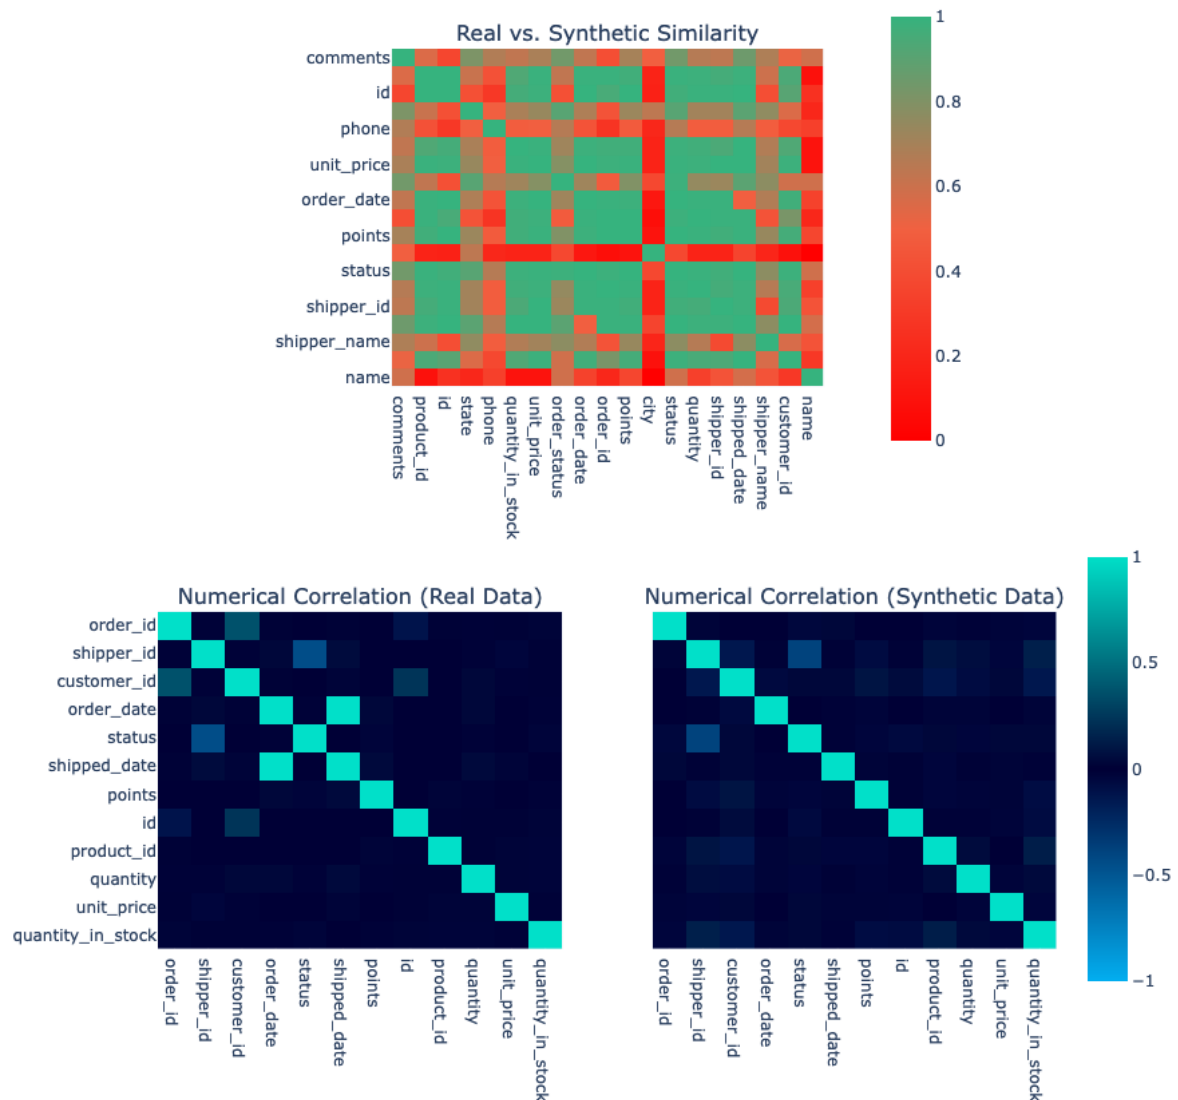 Real vs. Synthetic Similarity
comments
id
phone
unit_price
order_date
points
status
shipper_id
shipper_name
name
comments
product_id
id
state
phone
quantity_in_stock
unit_price
order_status
order_date
order_id
points
city
status
quantity
shipper_id
shipped_date
shipper_name
customer_id
name
1
0.8
0.6
0.4
0.2
0
Numerical Correlation (Real Data)
order_id
shipper_id
customer_id
order_date
status
shipped_date
points
id
product_id
quantity
unit_price
quantity_in_stock
order_id
shipper_id
customer_id
order_date
status
shipped_date
points
id
product_id
quantity
unit_price
quantity_in_stock
Numerical Correlation (Synthetic Data)
order_id
shipper_id
customer_id
order_date
status
shipped_date
points
id
product_id
quantity
unit_price
quantity_in_stock
1
0.5
0
−0.5
−1